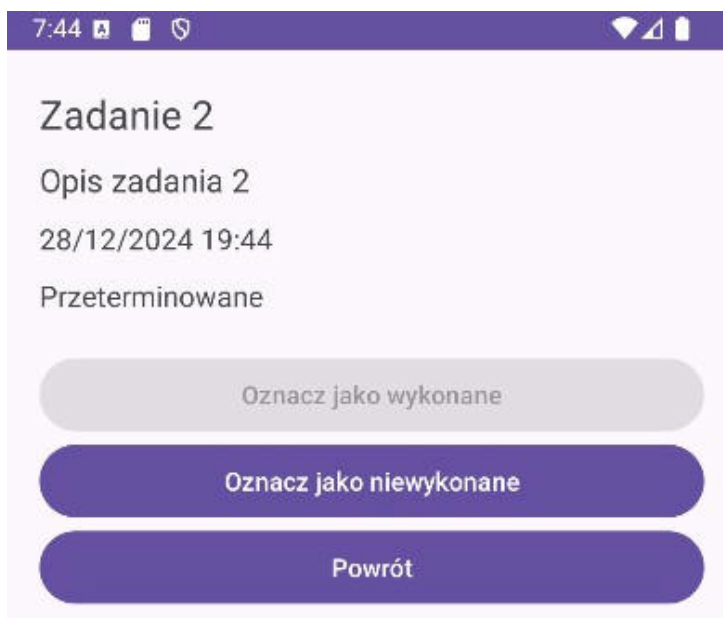 7:44
Zadanie 2
Opis zadania 2
28/12/2024 19:44
Przeterminowane
Oznacz jako wykonane
Oznacz jako niewykonane
Powrót